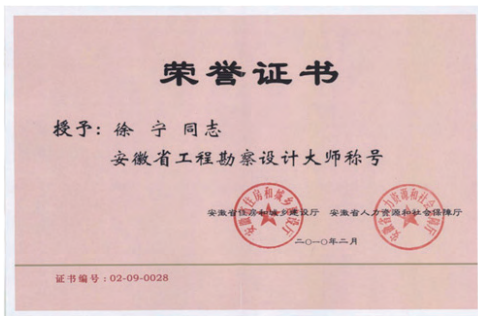 荣誉证书
授予：徐 宁 同志
安徽省工程勘察设计大师称号
安徽省住房和城乡建设厅 安徽省人力资源和社会保障厅
二〇一〇年二月
证书编号：02-09-0028